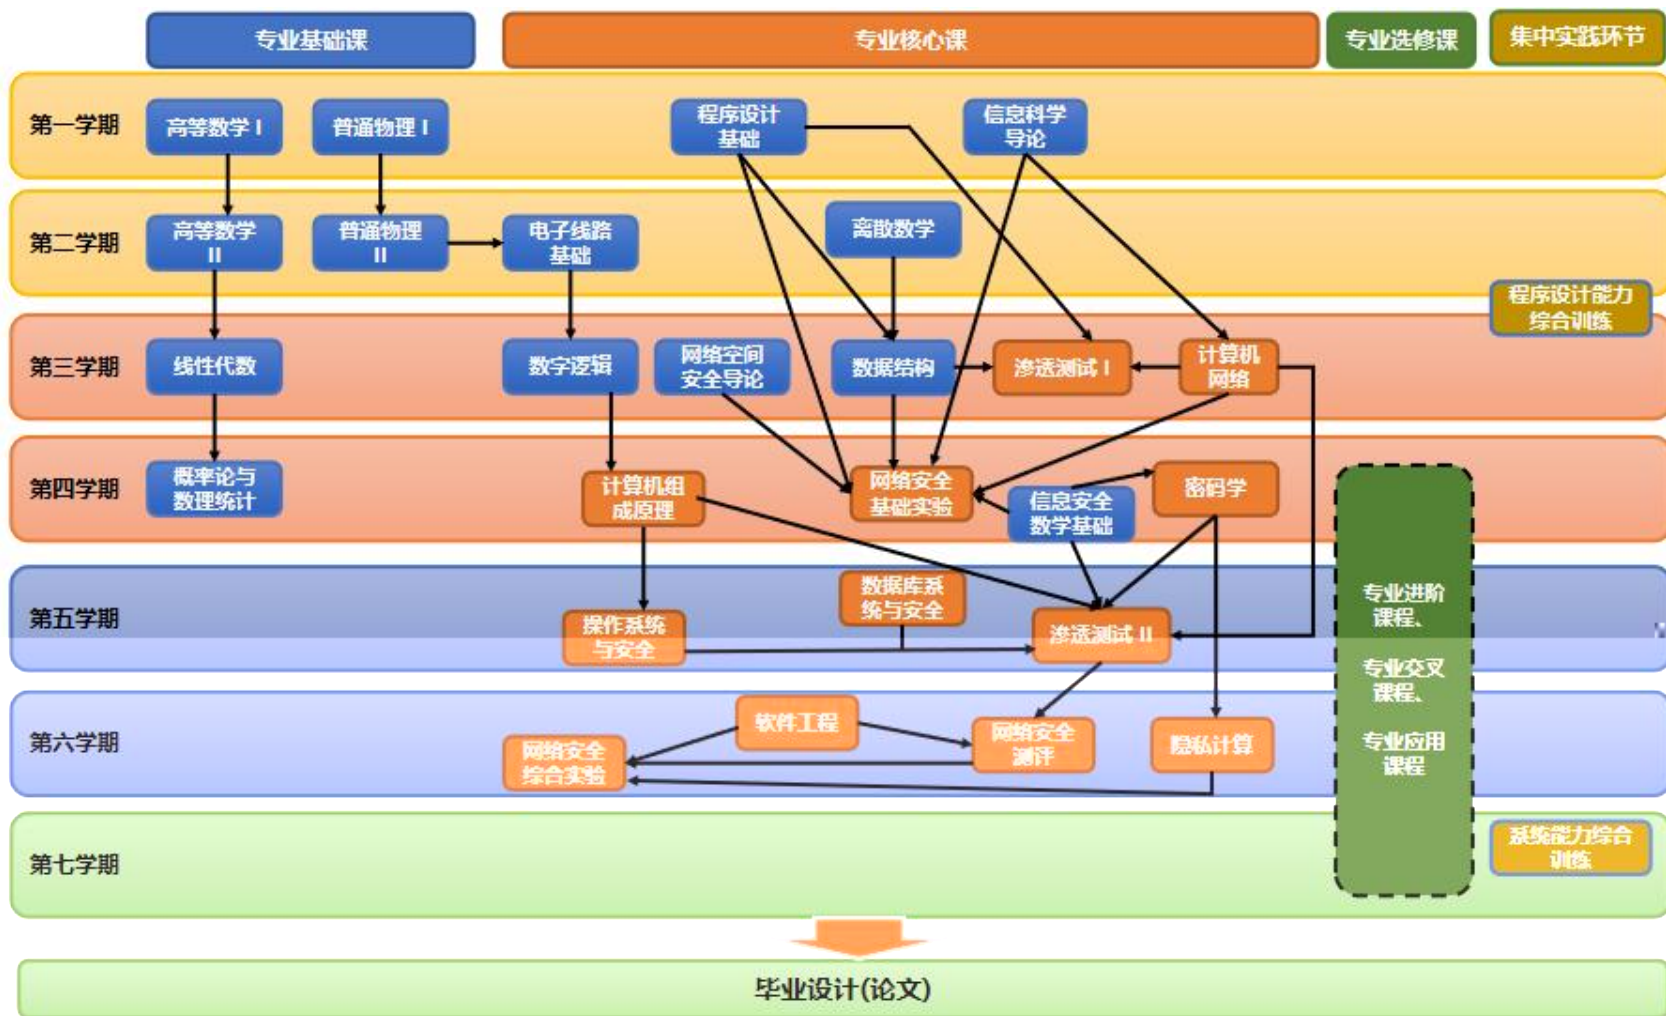 专业基础课
专业核心课
专业选修课
集中实践环节
第一学期
高等数学 I
普通物理 I
程序设计
基础
信息科学
导论
第二学期
高等数学
II
普通物理
II
电子线路
基础
离散数学
程序设计能力
综合训练
第三学期
线性代数
数字逻辑
网络空间
安全导论
数据结构
渗透测试 I
计算机
网络
第四学期
概率论与
数理统计
计算机组
成原理
网络安全
基础实验
信息安全
数学基础
密码学
第五学期
操作系统
与安全
数据库系
统与安全
渗透测试 II
专业进阶
课程、
专业交叉
课程、
专业应用
课程
第六学期
网络安全
综合实验
软件工程
网络安全
测评
隐私计算
第七学期
系统能力综合
训练
毕业设计(论文)